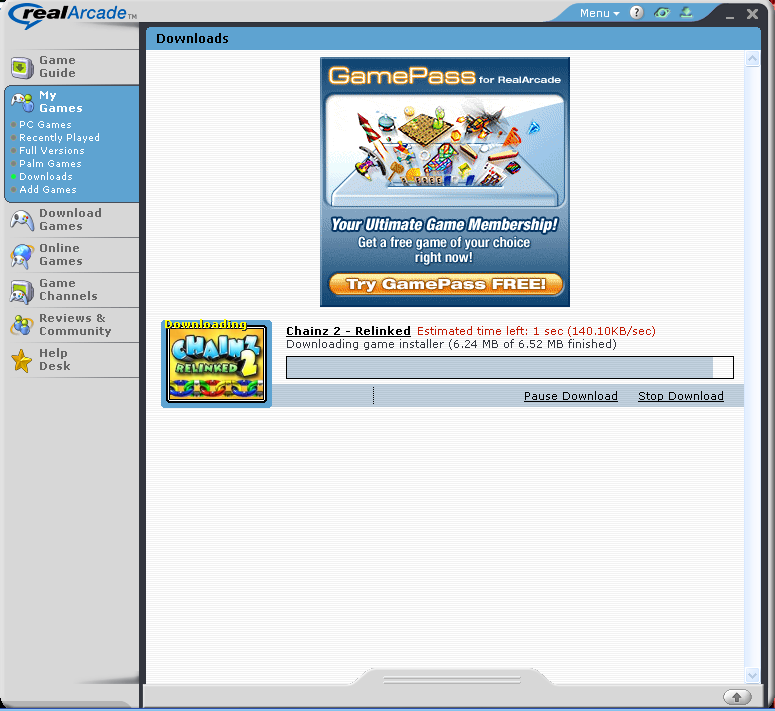 realArcade TM
Menu
?
Downloads
Game
Guide
My
Games
PC Games
Recently Played
Full Versions
Palm Games
Downloads
Add Games
Download
Games
Online
Games
Game
Channels
Reviews &
Community
Help
Desk
GamePass for RealArcade
FREE
Your Ultimate Game Membership!
Get a free game of your choice
right now!
Try GamePass FREE!
Downloading
CHAINZ 2
RELINKED
Chainz 2 - Relinked Estimated time left: 1 sec (140.10KB/sec)
Downloading game installer (6.24 MB of 6.52 MB finished)
Pause Download Stop Download